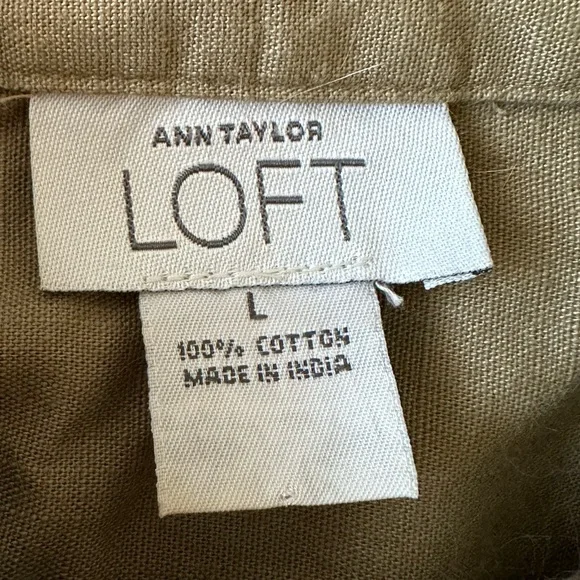 ANN TAYLOR
LOFT
L
100% COTTON
MADE IN INDIA